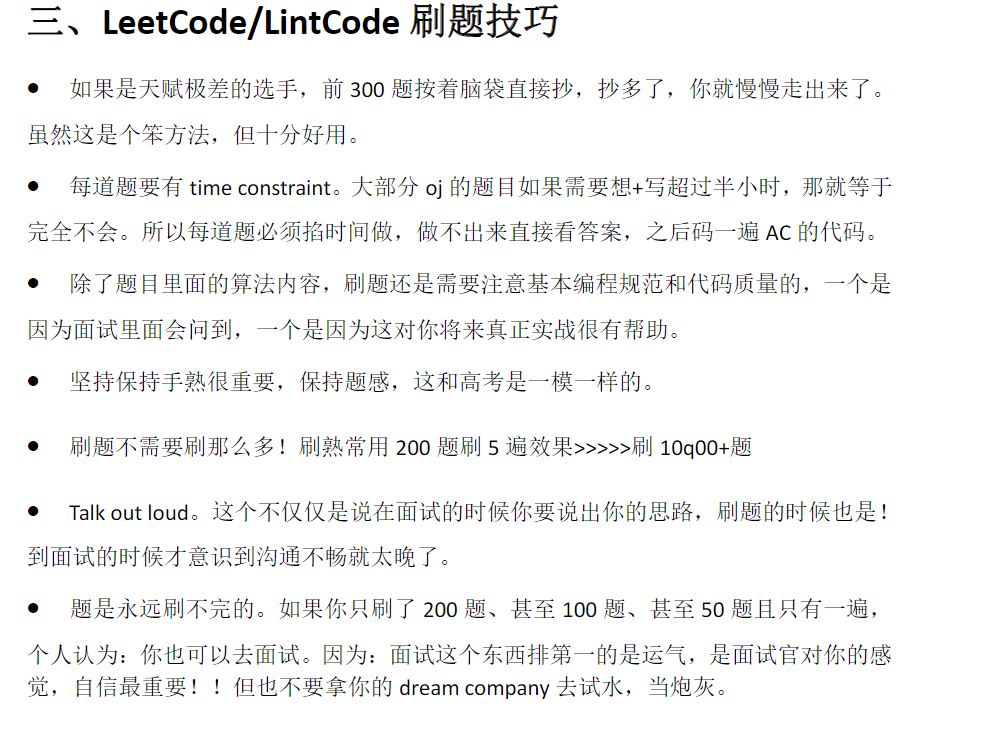 三、LeetCode/LintCode 刷题技巧
● 如果是天赋极差的选手，前 300 题按着脑袋直接抄，抄多了，你就慢慢走出来了。
虽然这是个笨方法，但十分好用。
● 每道题要有 time constraint。大部分 oj 的题目如果需要想+写超过半小时，那就等于
完全不会。所以每道题必须掐时间做，做不出来直接看答案，之后码一遍 AC 的代码。
● 除了题目里面的算法内容，刷题还是需要注意基本编程规范和代码质量的，一个是
因为面试里面会问到，一个是因为这对你将来真正实战很有帮助。
● 坚持保持手熟很重要，保持题感，这和高考是一模一样的。
● 刷题不需要刷那么多！刷熟常用 200 题刷 5 遍效果>>>>>刷 10q00+题
● Talk out loud。这个不仅仅是说在面试的时候你要说出你的思路，刷题的时候也是！
到面试的时候才意识到沟通不畅就太晚了。
● 题是永远刷不完的。如果你只刷了 200 题、甚至 100 题、甚至 50 题且只有一遍，
个人认为：你也可以去面试。因为：面试这个东西排第一的是运气，是面试官对你的感
觉，自信最重要！！但也不要拿你的 dream company 去试水，当炮灰。